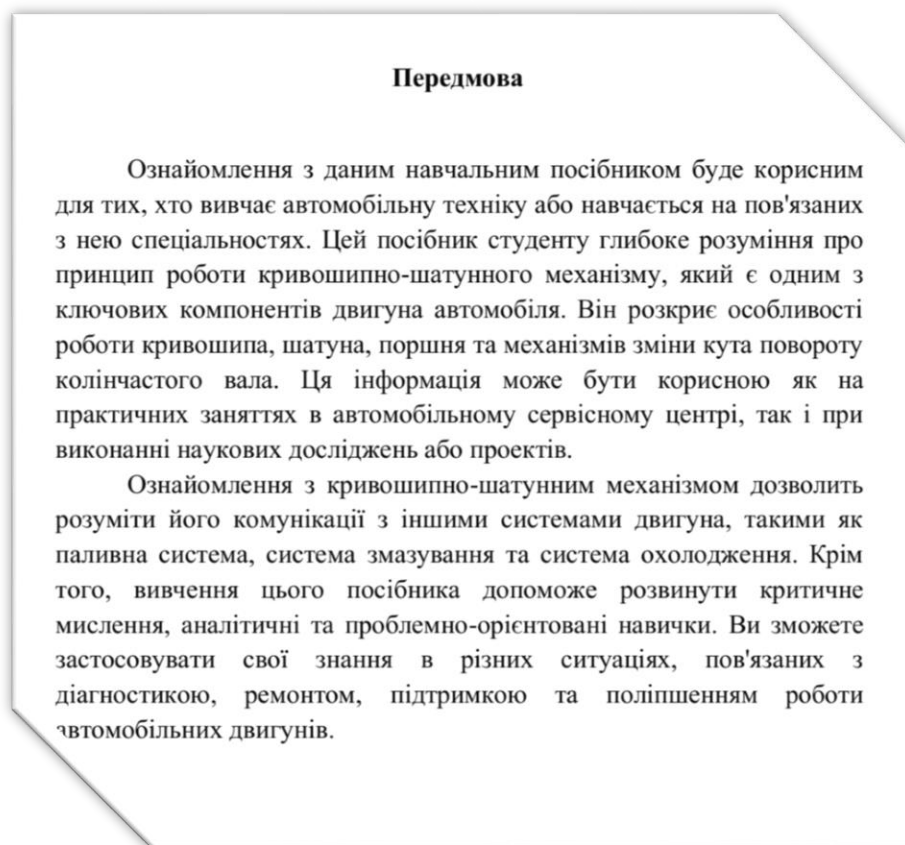 Передмова
Ознайомлення з даним навчальним посібником буде корисним
для тих, хто вивчає автомобільну техніку або навчається на пов'язаних
з нею спеціальностях. Цей посібник студенту глибоке розуміння про
принцип роботи кривошипно-шатунного механізму, який є одним з
ключових компонентів двигуна автомобіля. Він розкриє особливості
роботи кривошипа, шатуна, поршня та механізмів зміни кута повороту
колінчастого вала. Ця інформація може бути корисною як на
практичних заняттях в автомобільному сервісному центрі, так і при
виконанні наукових досліджень або проектів.
Ознайомлення з кривошипно-шатунним механізмом дозволить
розуміти його комунікації з іншими системами двигуна, такими як
паливна система, система змазування та система охолодження. Крім
того, вивчення цього посібника допоможе розвинути критичне
мислення, аналітичні та проблемно-орієнтовані навички. Ви зможете
застосовувати свої знання в різних ситуаціях, пов'язаних з
діагностикою, ремонтом, підтримкою та поліпшенням роботи
автомобільних двигунів.